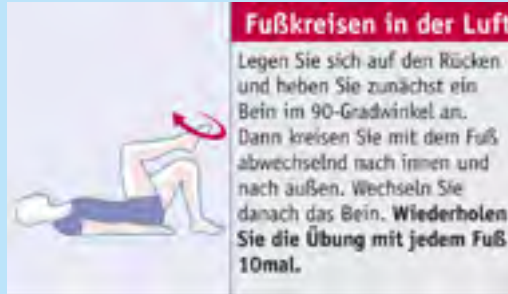 Fußkreisen in der Luft
Legen Sie sich auf den Rücken
und heben Sie zunächst ein
Bein im 90-Gradwinkel an.
Dann kreisen Sie mit dem Fuß
abwechselnd nach innen und
nach außen. Wechseln Sie
danach das Bein. Wiederholen
Sie die Übung mit jedem Fuß
10mal.